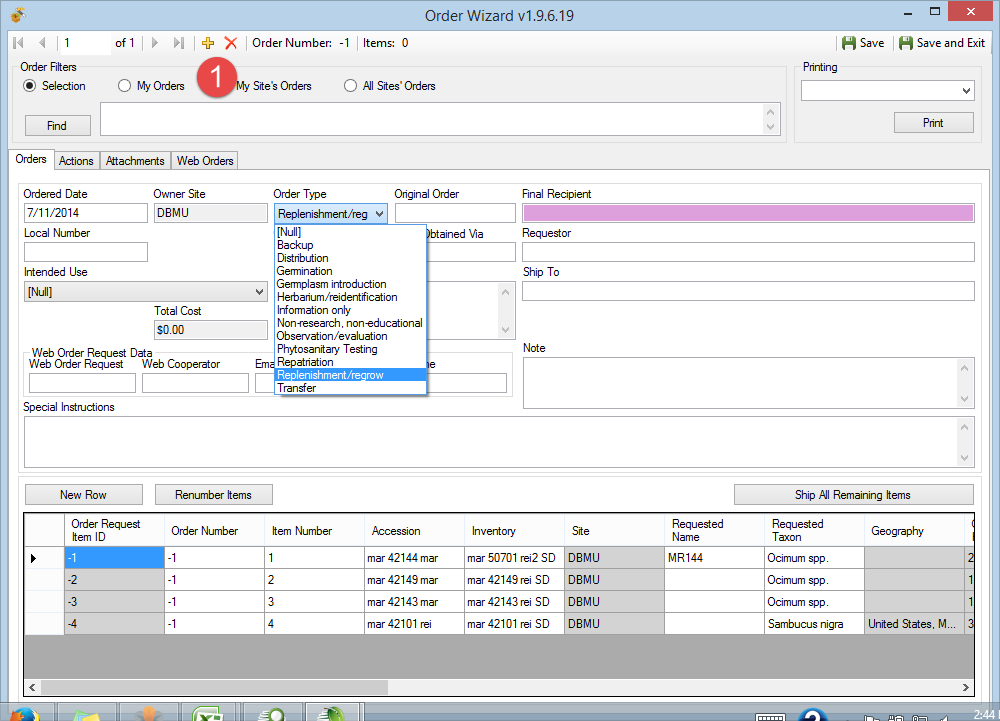 Order Wizard v1.9.6.19
1 of 1 Order Number: -1 Items: 0 Save Save and Exit
Order Filters
Selection My Orders 1 My Site's Orders All Sites' Orders
Find
Printing
Print
Orders Actions Attachments Web Orders
Ordered Date Owner Site Order Type Original Order Final Recipient
7/11/2014 DBMU Replenishment/reg
Local Number Obtained Via Requestor
Intended Use Ship To
[Null]
Total Cost
$0.00
[Null]
Backup
Distribution
Germination
Germplasm introduction
Herbarium/reidentification
Information only
Non-research, non-educational
Observation/evaluation
Phytosanitary Testing
Repatriation
Replenishment/regrow
Transfer
Note
Web Order Request Data
Web Order Request Web Cooperator Ema
Special Instructions
New Row Renumber Items Ship All Remaining Items
Order Request Item ID Order Number Item Number Accession Inventory Site Requested Name Requested Taxon Geography
-1 -1 1 mar 42144 mar mar 50701 rei2 SD DBMU MR144 Ocimum spp. 2
-2 -1 2 mar 42149 mar mar 42149 rei SD DBMU Ocimum spp. 1
-3 -1 3 mar 42143 mar mar 42143 rei SD DBMU Ocimum spp. 1
-4 -1 4 mar 42101 rei mar 42101 rei SD DBMU Sambucus nigra United States, M... 3
2:44